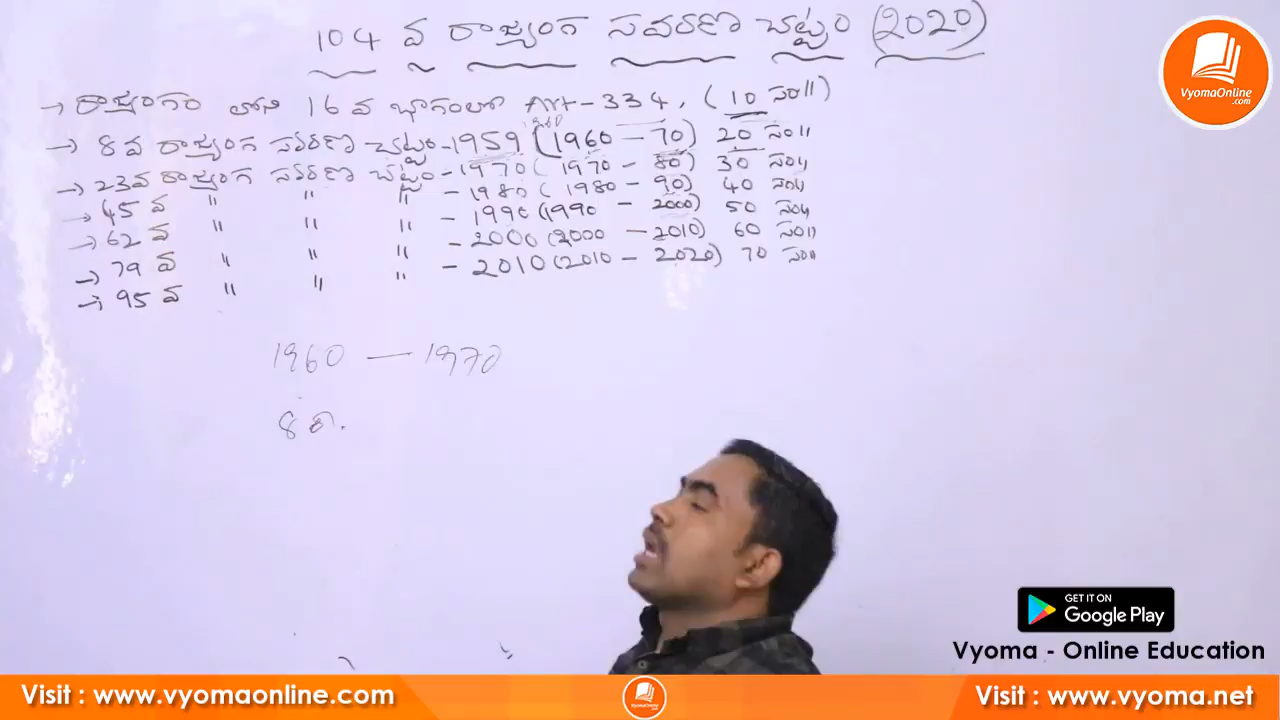 104 వ రాజ్యంగ సవరణ చట్టం (2020)
→ రాజ్యంగం లోని 16 వ భాగంలో Art-334. (10 సం॥)
→ 8వ రాజ్యంగ సవరణ చట్టం-1959 (1960 - 70) 20 సం॥
1960
→ 23వ రాజ్యంగ సవరణ చట్టం-1970 (1970 - 80) 30 సం॥
→ 45 వ " " " - 1980 (1980 - 90) 40 సం॥
→ 62 వ " " " - 1990 (1990 - 2000) 50 సం॥
→ 79 వ " " " - 2000 (2000 - 2010) 60 సం॥
→ 95 వ " " " - 2010 (2010 - 2020) 70 సం॥
1960 — 1970
VyomaOnline
.com
GET IT ON
Google Play
Vyoma - Online Education
Visit : www.vyomaonline.com
Visit : www.vyoma.net